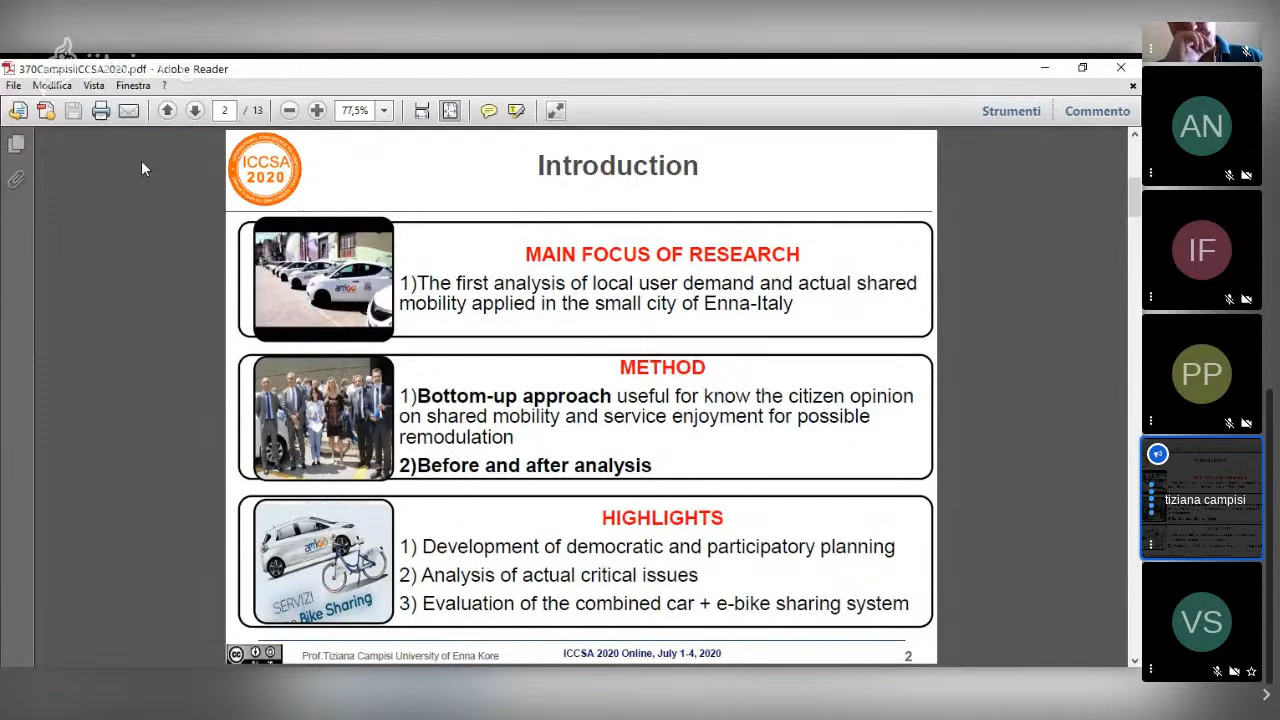 370CampisiICCSA2020.pdf - Adobe Reader
File Modifica Vista Finestra ?
2 / 13 77,5% Strumenti Commento
ICCSA
2020
Introduction
MAIN FOCUS OF RESEARCH
1)The first analysis of local user demand and actual shared
mobility applied in the small city of Enna-Italy
amigo
METHOD
1)Bottom-up approach useful for know the citizen opinion
on shared mobility and service enjoyment for possible
remodulation
2)Before and after analysis
HIGHLIGHTS
1) Development of democratic and participatory planning
2) Analysis of actual critical issues
3) Evaluation of the combined car + e-bike sharing system
amigo
SERVIZI
Bike Sharing
cc
Prof.Tiziana Campisi University of Enna Kore
ICCSA 2020 Online, July 1-4, 2020
2
AN
IF
PP
tiziana campisi
VS